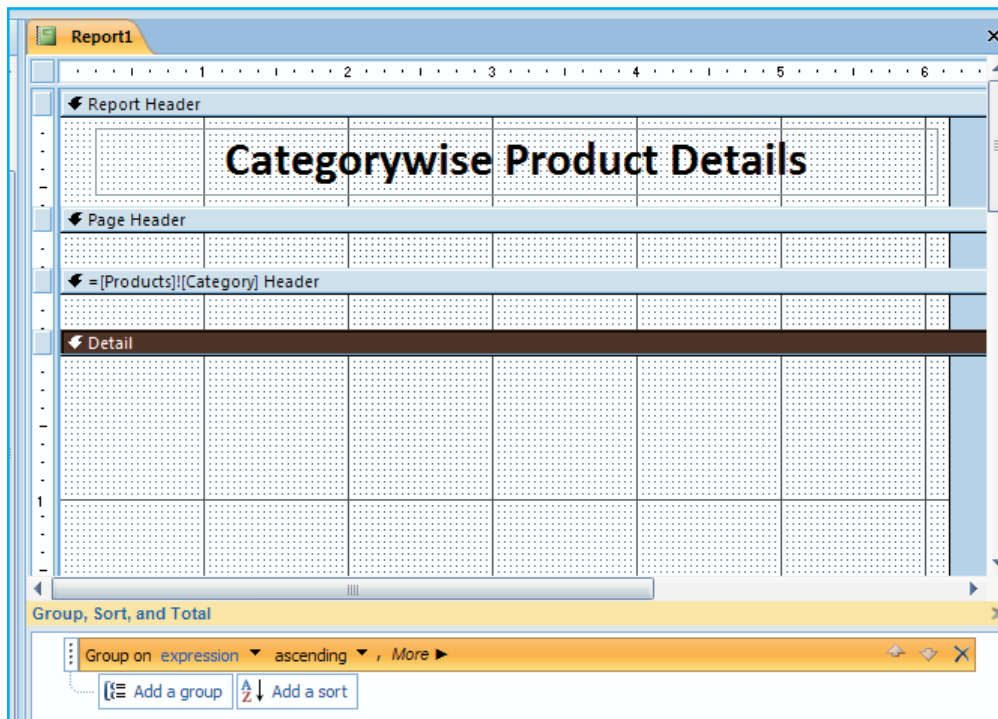 Report1
1 2 3 4 5 6
Report Header
Categorywise Product Details
Page Header
=[Products]![Category] Header
Detail
1
Group, Sort, and Total
Group on expression ascending , More
Add a group Add a sort